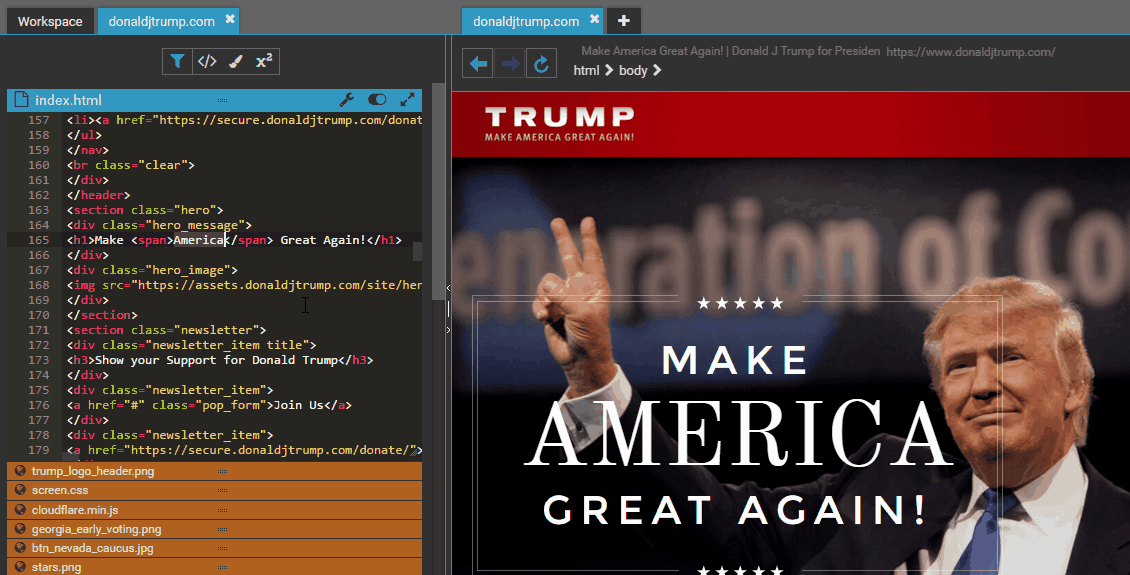 Workspace
donaldjtrump.com
donaldjtrump.com
Make America Great Again! | Donald J Trump for Presiden https://www.donaldjtrump.com/
html body
x²
index.html
157 <li><a href="https://secure.donaldjtrump.com/donat
158 </ul>
159 </nav>
160 <br class="clear">
161 </div>
162 </header>
163 <section class="hero">
164 <div class="hero_message">
165 <h1>Make <span>America</span> Great Again!</h1>
166 </div>
167 <div class="hero_image">
168 <img src="https://assets.donaldjtrump.com/site/her
169 </div>
170 </section>
171 <section class="newsletter">
172 <div class="newsletter_item title">
173 <h3>Show your Support for Donald Trump</h3>
174 </div>
175 <div class="newsletter_item">
176 <a href="#" class="pop_form">Join Us</a>
177 </div>
178 <div class="newsletter_item">
179 <a href="https://secure.donaldjtrump.com/donate/">
trump_logo_header.png
screen.css
cloudflare.min.js
georgia_early_voting.png
btn_nevada_caucus.jpg
stars.png
TRUMP
MAKE AMERICA GREAT AGAIN!
eneration of Co
MAKE
AMERICA
GREAT AGAIN!